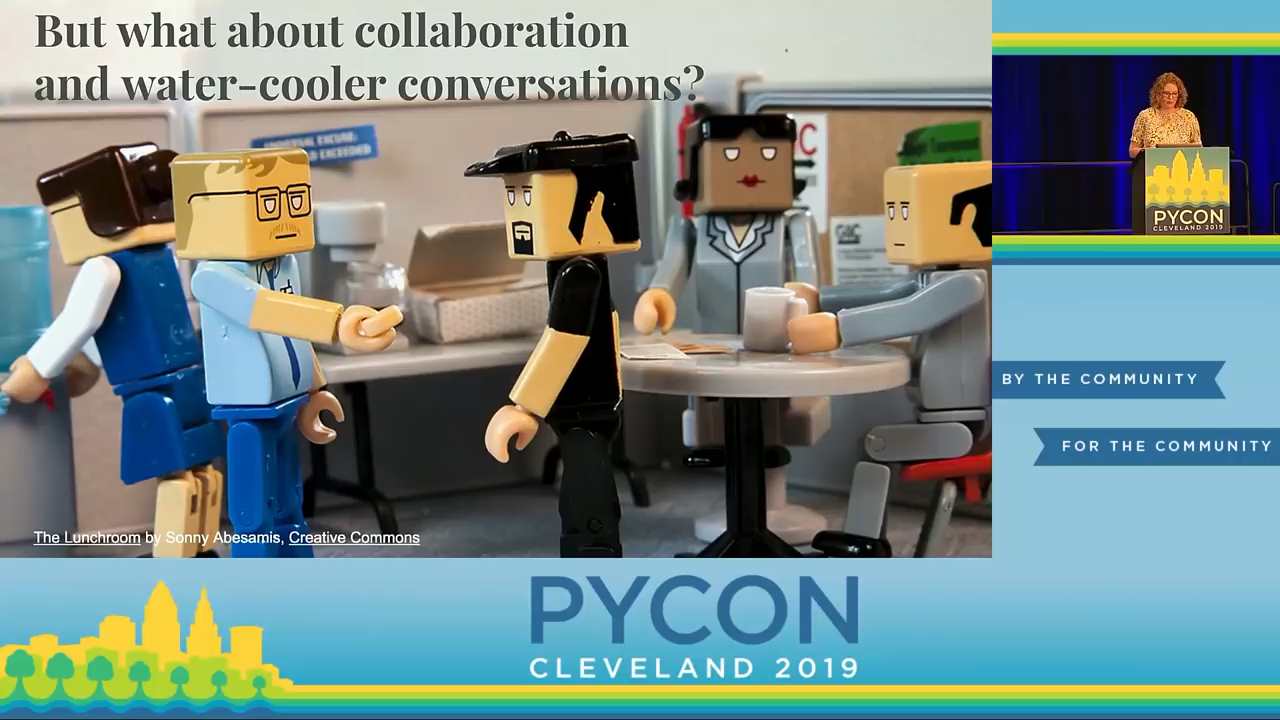 But what about collaboration
and water-cooler conversations?
The Lunchroom by Sonny Abesamis, Creative Commons
PYCON
CLEVELAND 2019
BY THE COMMUNITY
FOR THE COMMUNITY
PYCON
CLEVELAND 2019